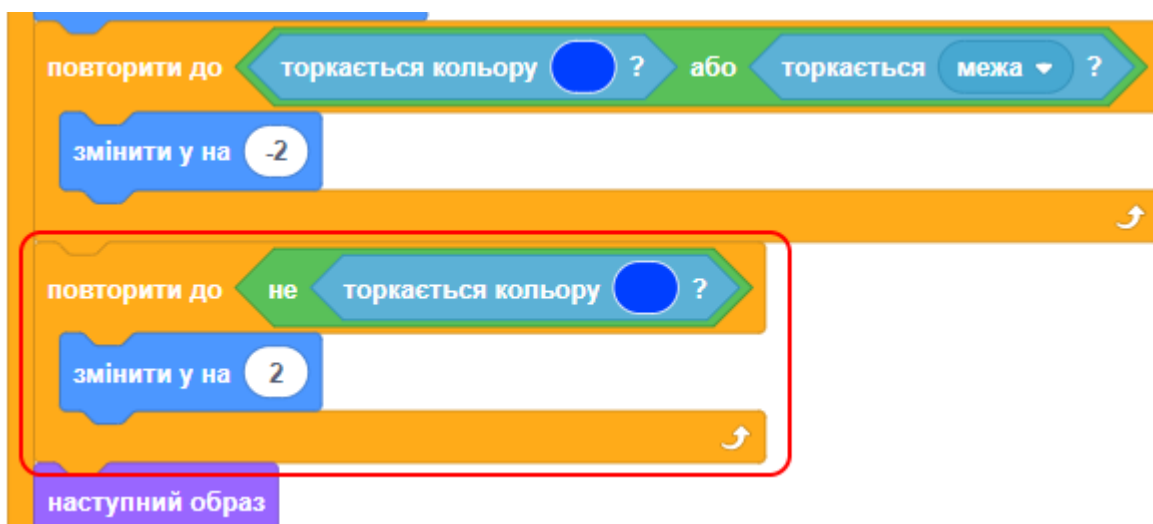 повторити до торкається кольору ? або торкається межа ?
змінити y на -2
повторити до не торкається кольору ?
змінити y на 2
наступний образ